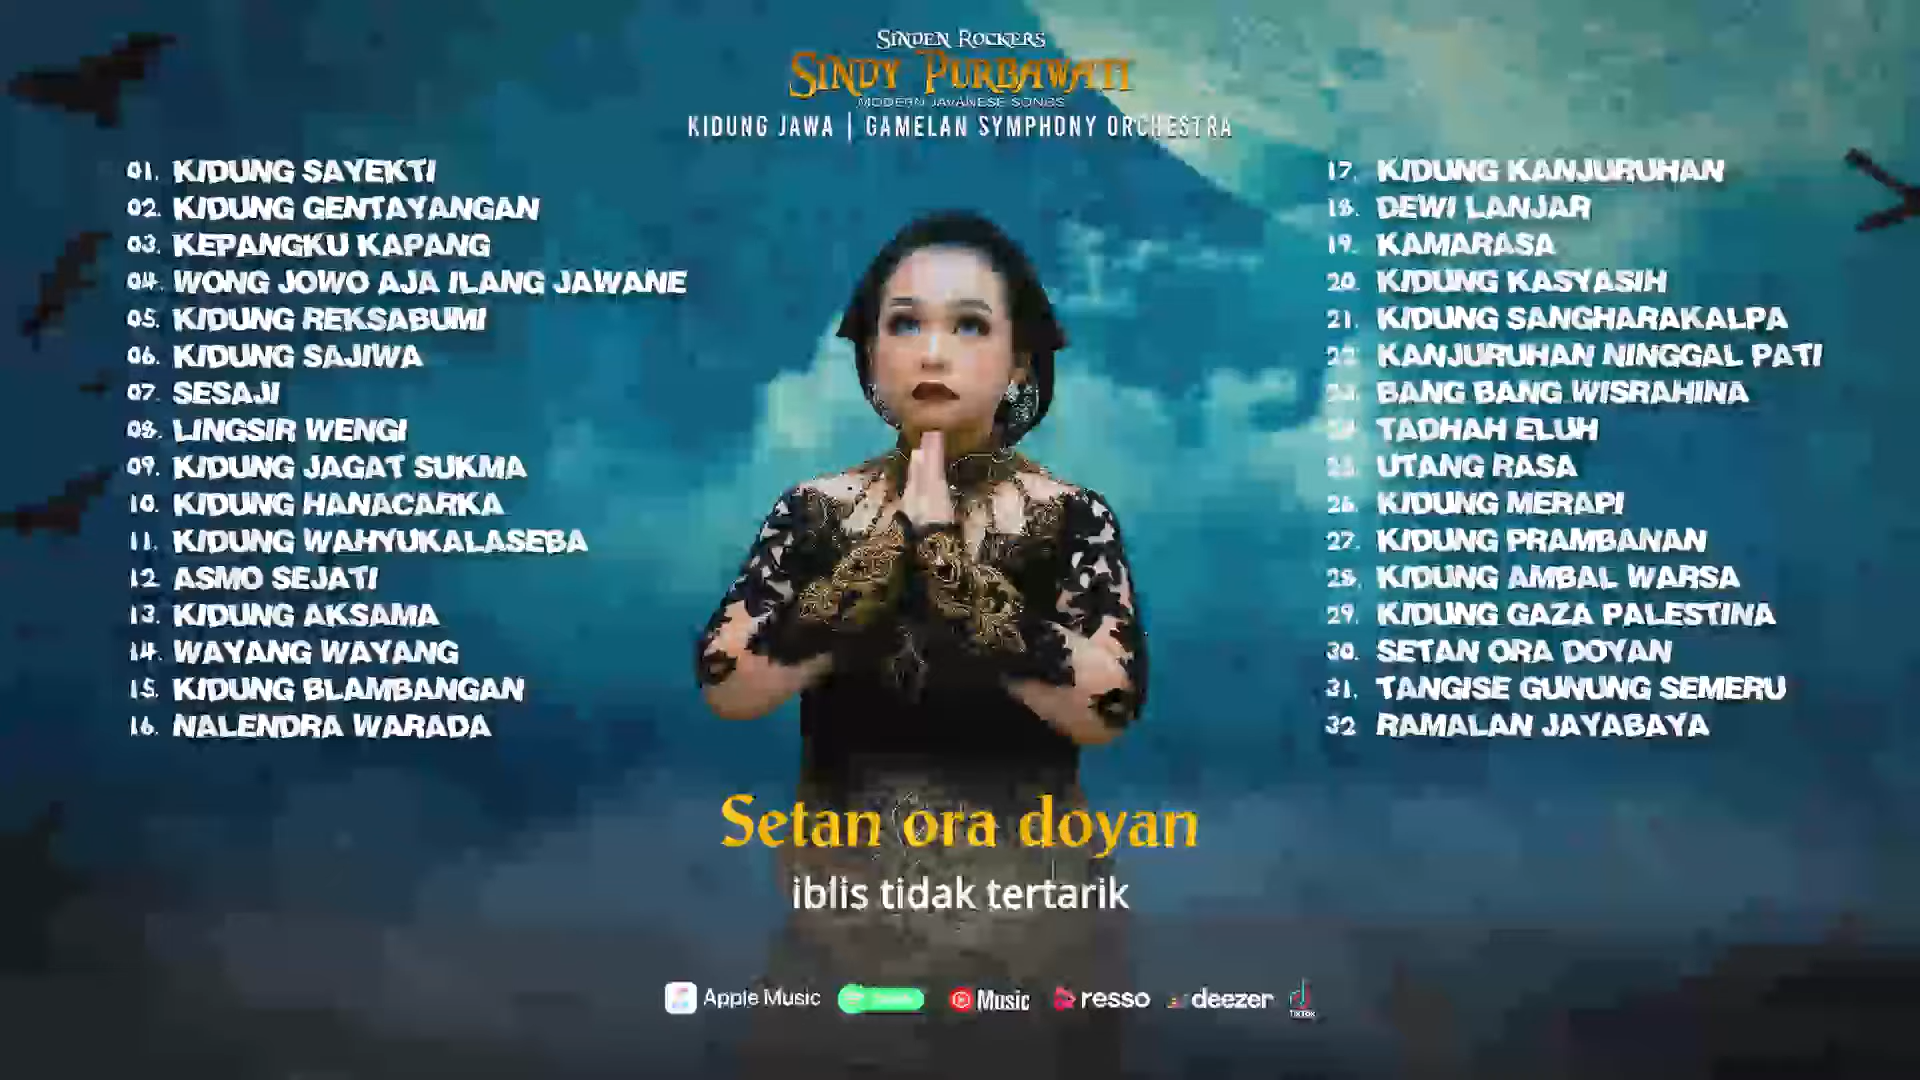 SINDEN ROCKERS
SINDY PURBAWATI
MODERN JAVANESE SONGS
KIDUNG JAWA | GAMELAN SYMPHONY ORCHESTRA
01. KIDUNG SAYEKTI
02. KIDUNG GENTAYANGAN
03. KEPANGKU KAPANG
04. WONG JOWO AJA ILANG JAWANE
05. KIDUNG REKSABUMI
06. KIDUNG SAJIWA
07. SESAJI
08. LINGSIR WENGI
09. KIDUNG JAGAT SUKMA
10. KIDUNG HANACARKA
11. KIDUNG WAHYUKALASEBA
12 ASMO SEJATI
13. KIDUNG AKSAMA
14. WAYANG WAYANG
15. KIDUNG BLAMBANGAN
16. NALENDRA WARADA
17. KIDUNG KANJURUHAN
18. DEWI LANJAR
19. KAMARASA
20. KIDUNG KASYASIH
21. KIDUNG SANGHARAKALPA
22 KANJURUHAN NINGGAL PATI
BANG BANG WISRAHINA
TADHAH ELUH
UTANG RASA
26. KIDUNG MERAPI
27. KIDUNG PRAMBANAN
28. KIDUNG AMBAL WARSA
29. KIDUNG GAZA PALESTINA
30. SETAN ORA DOYAN
31. TANGISE GUNUNG SEMERU
32 RAMALAN JAYABAYA
Setan ora doyan
iblis tidak tertarik
Apple Music
Music
resso
deezer
TikTok